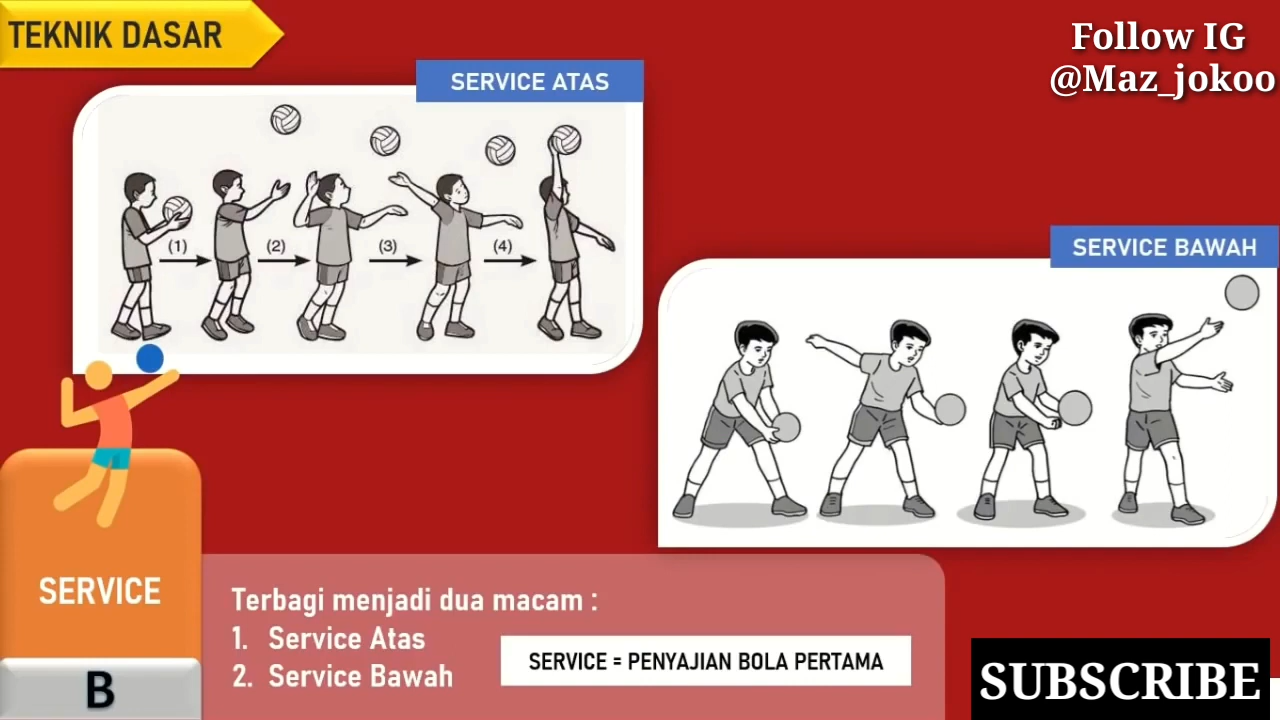 TEKNIK DASAR
Follow IG
@Maz_jokoo
SERVICE ATAS
(1)
(2)
(3)
(4)
SERVICE BAWAH
SERVICE
B
Terbagi menjadi dua macam :
1. Service Atas
2. Service Bawah
SERVICE = PENYAJIAN BOLA PERTAMA
SUBSCRIBE